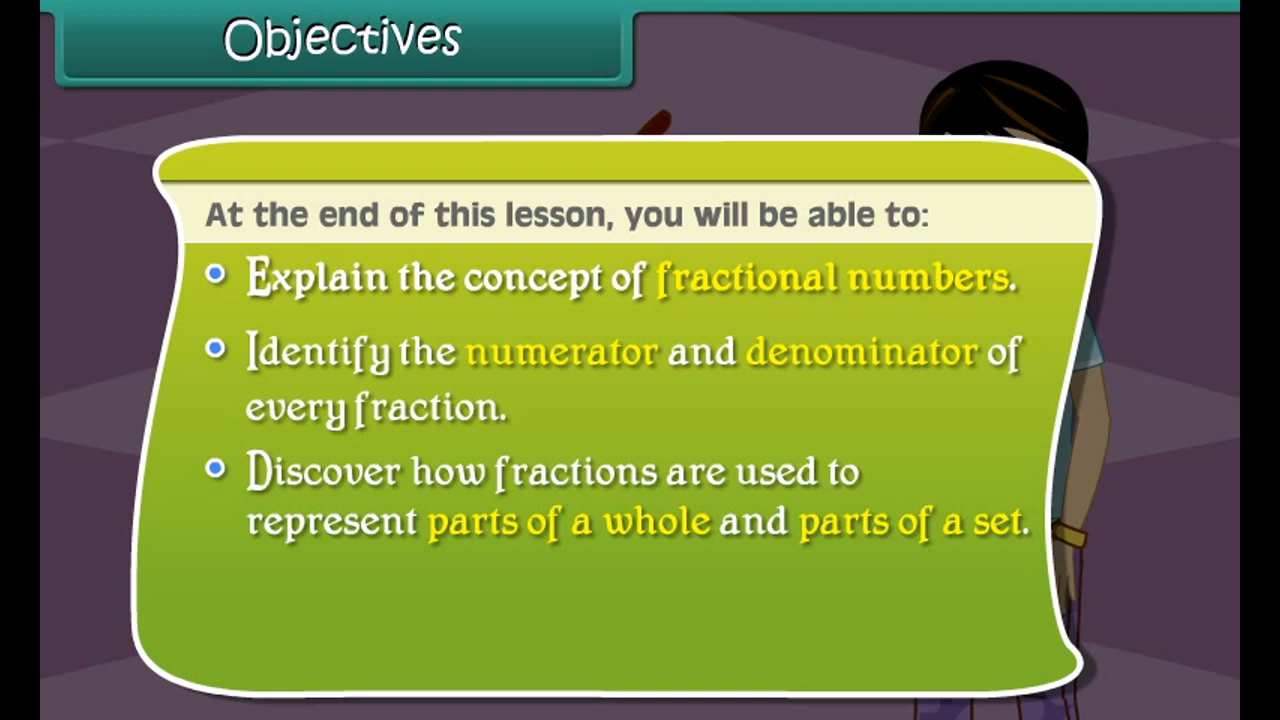 Objectives
At the end of this lesson, you will be able to:
Explain the concept of fractional numbers.
Identify the numerator and denominator of
every fraction.
Discover how fractions are used to
represent parts of a whole and parts of a set.